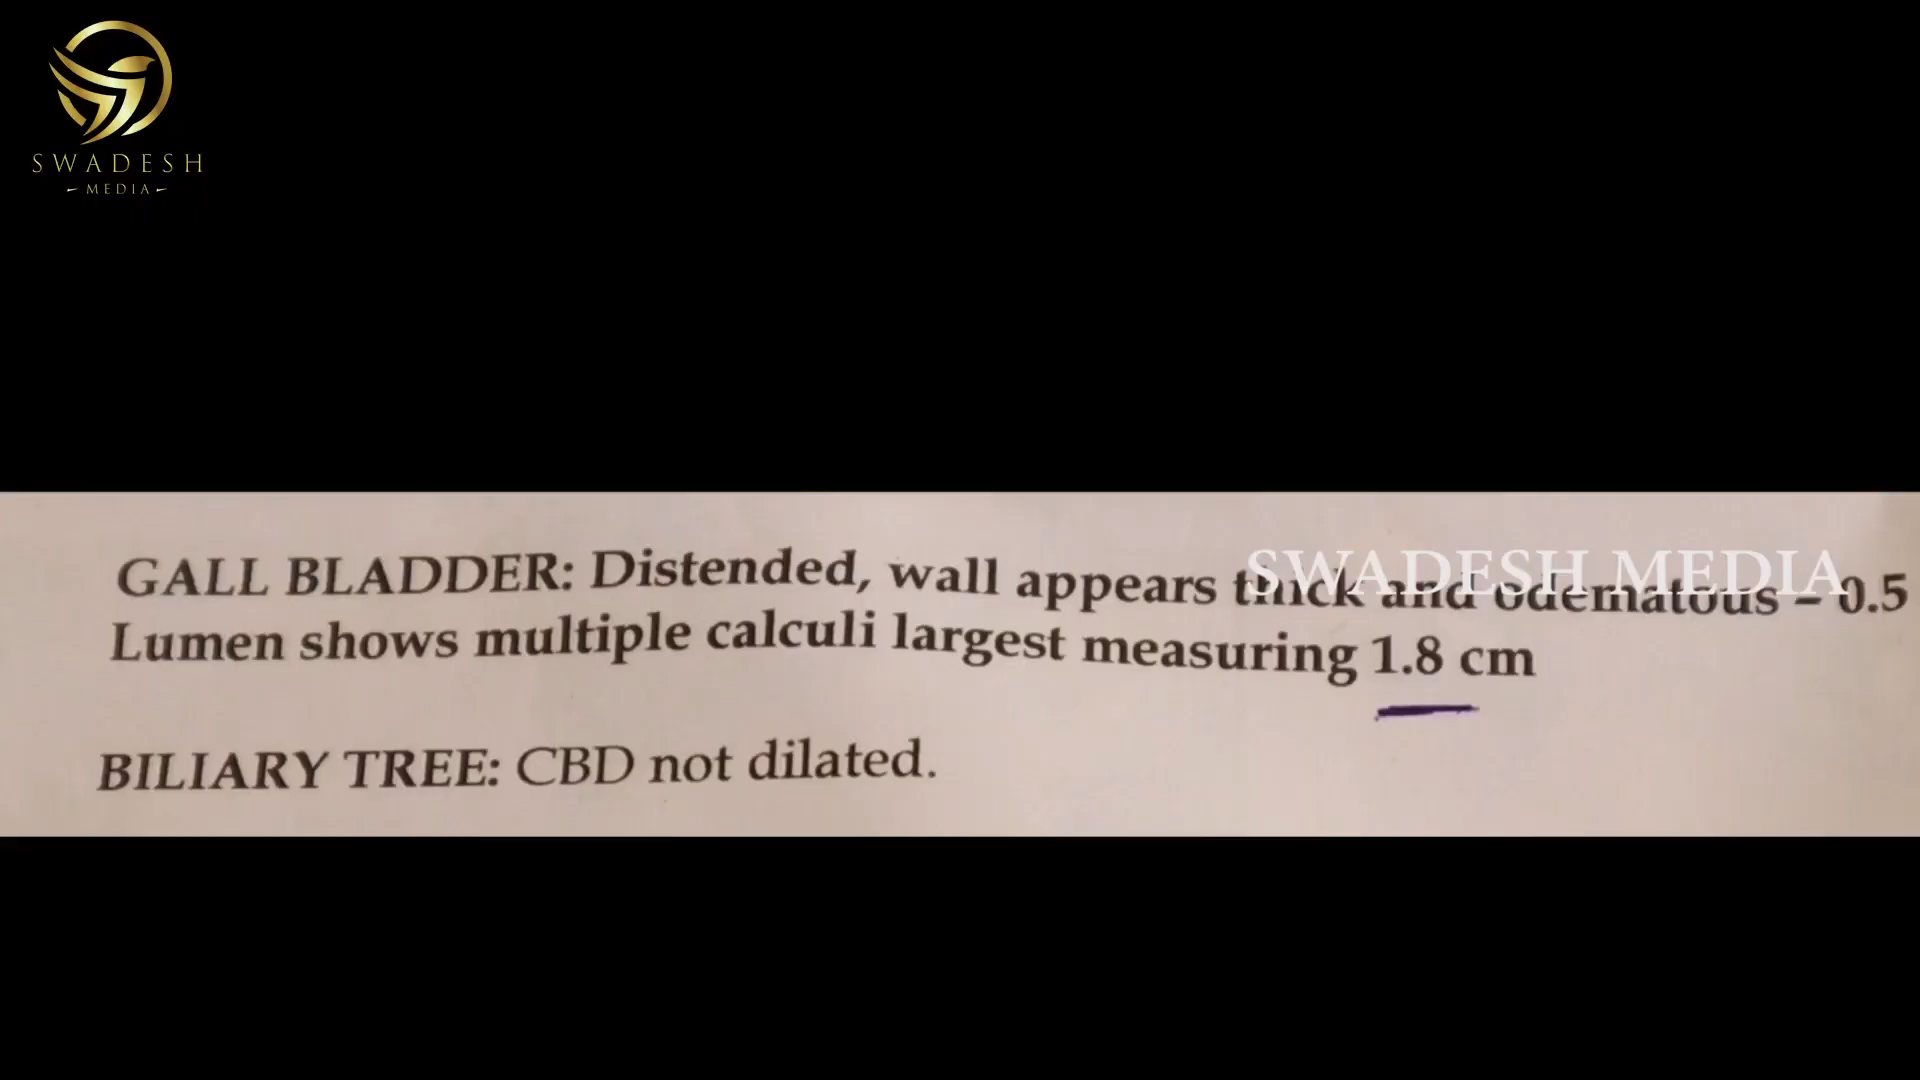 SWADESH
MEDIA
SWADESH MEDIA
GALL BLADDER: Distended, wall appears thick and odematous – 0.5
Lumen shows multiple calculi largest measuring 1.8 cm
BILIARY TREE: CBD not dilated.